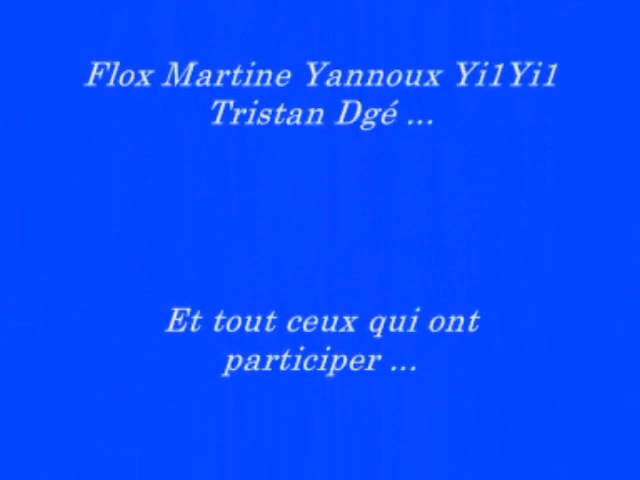 Flox Martine Yannoux Yi1Yi1
Tristan Dgé ...
Et tout ceux qui ont
participer ...